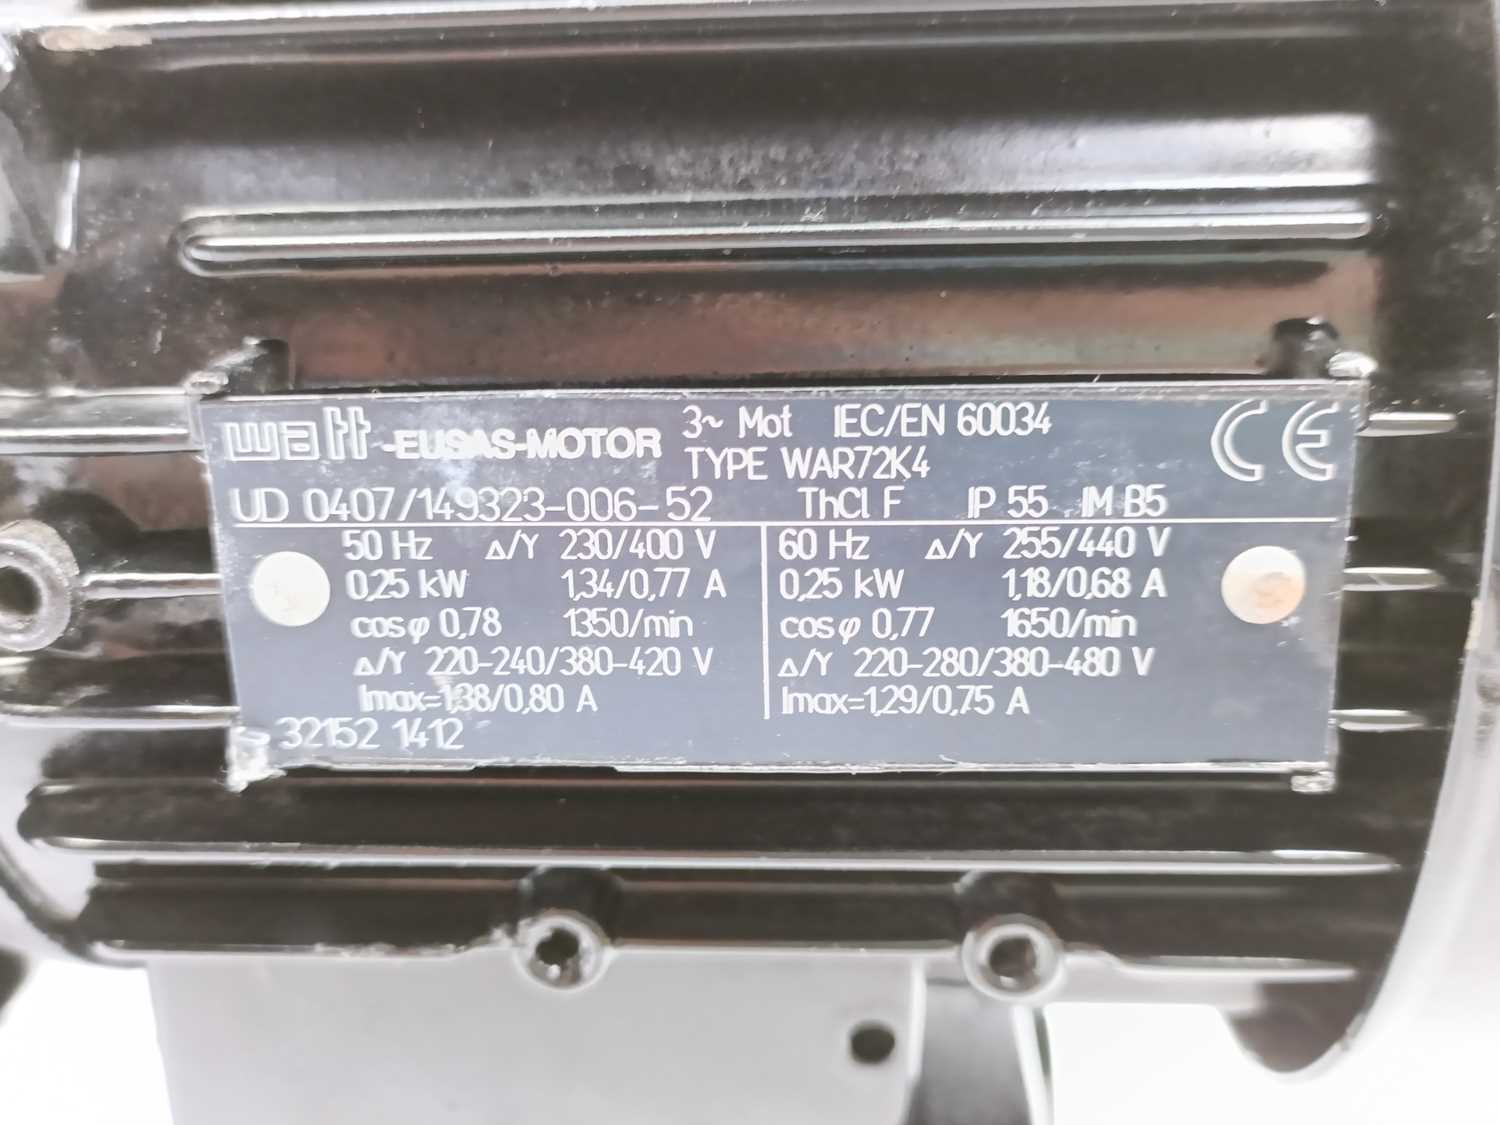 watt -EUSAS-MOTOR 3~ Mot IEC/EN 60034 CE
TYPE WAR72K4
UD 0407/149323-006-52 ThCl F IP 55 IM B5
50 Hz Δ/Y 230/400 V
0,25 kW 1,34/0,77 A
cosφ 0,78 1350/min
Δ/Y 220-240/380-420 V
Imax=1,38/0,80 A
60 Hz Δ/Y 255/440 V
0,25 kW 1,18/0,68 A
cosφ 0,77 1650/min
Δ/Y 220-280/380-480 V
Imax=1,29/0,75 A
32152 1412